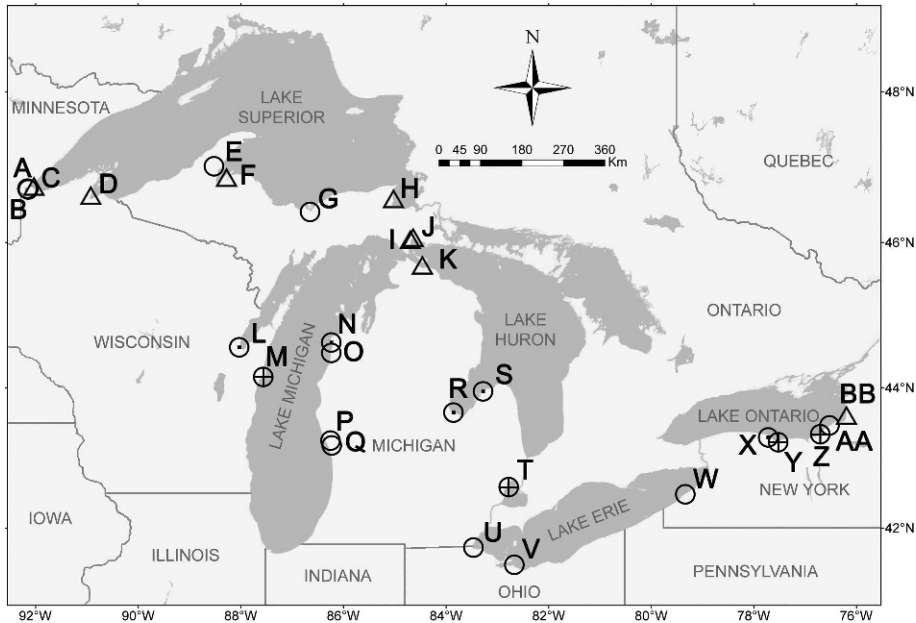 N
MINNESOTA
LAKE
SUPERIOR
48°N
0 45 90 180 270 360
Km
QUEBEC
E
A
C
D
F
H
B
G
J
I
46°N
K
ONTARIO
WISCONSIN
L
N
LAKE
HURON
M
O
LAKE MICHIGAN
R
S
44°N
BB
LAKE ONTARIO
P
Q
MICHIGAN
X
Y
Z
AA
T
W
NEW YORK
IOWA
U
V
LAKE ERIE
42°N
ILLINOIS
INDIANA
OHIO
PENNSYLVANIA
92°W 90°W 88°W 86°W 84°W 82°W 80°W 78°W 76°W